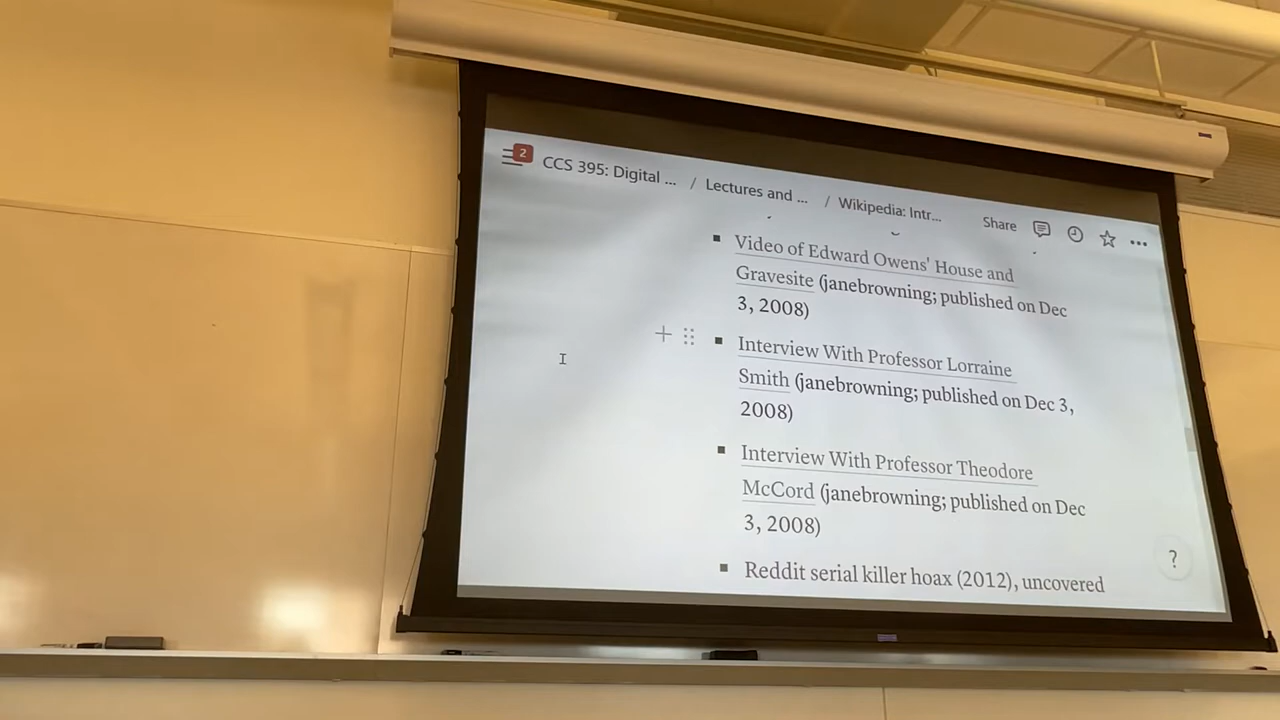 2
CCS 395: Digital ... / Lectures and ... / Wikipedia: Intr... Share
Video of Edward Owens' House and
Gravesite (janebrowning; published on Dec
3, 2008)
Interview With Professor Lorraine
Smith (janebrowning; published on Dec 3,
2008)
Interview With Professor Theodore
McCord (janebrowning; published on Dec
3, 2008)
Reddit serial killer hoax (2012), uncovered
?